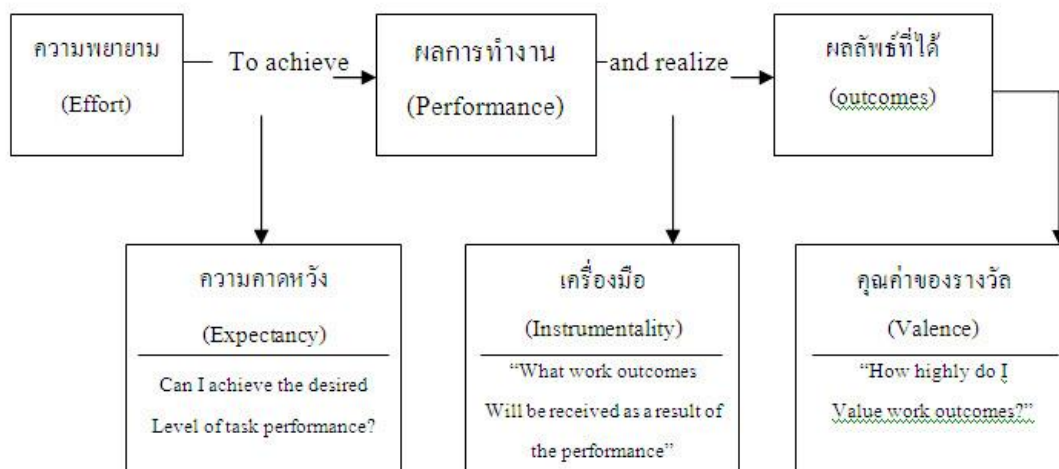 ความพยายาม
(Effort)
To achieve
ผลการทำงาน
(Performance)
and realize
ผลลัพธ์ที่ได้
(outcomes)
ความคาดหวัง
(Expectancy)
Can I achieve the desired
Level of task performance?
เครื่องมือ
(Instrumentality)
“What work outcomes
Will be received as a result of
the performance”
คุณค่าของรางวัล
(Valence)
“How highly do I
Value work outcomes?”